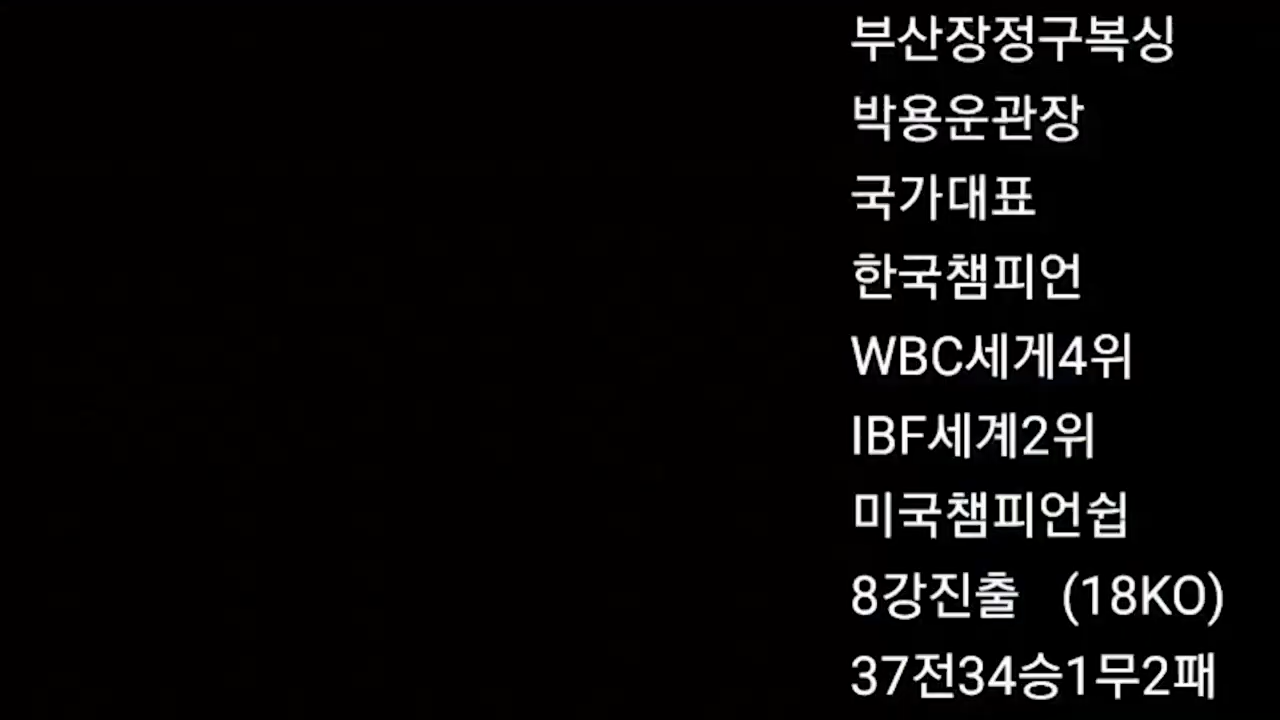 부산장정구복싱
박용운관장
국가대표
한국챔피언
WBC세게4위
IBF세계2위
미국챔피언쉽
8강진출 (18KO)
37전34승1무2패